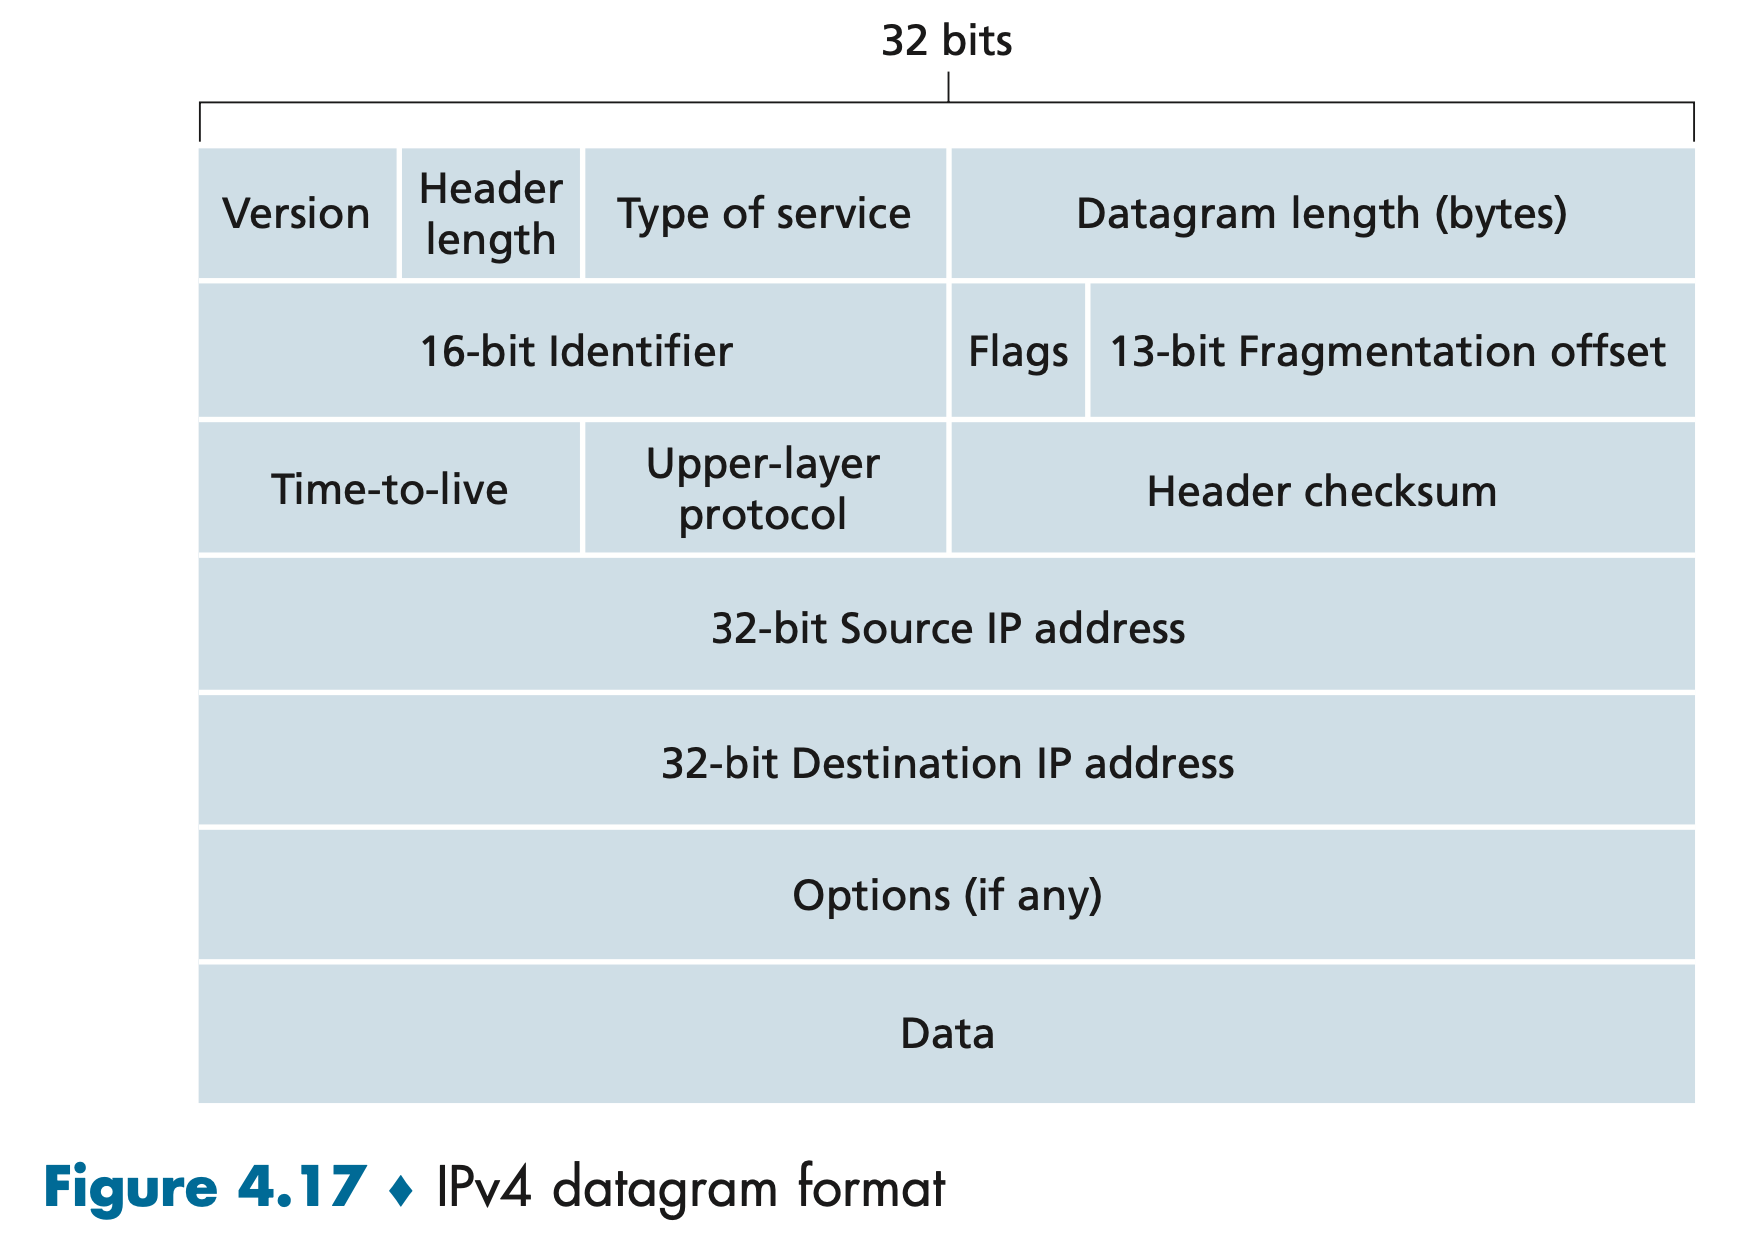 32 bits
Version
Header
length
Type of service
Datagram length (bytes)
16-bit Identifier
Flags
13-bit Fragmentation offset
Time-to-live
Upper-layer
protocol
Header checksum
32-bit Source IP address
32-bit Destination IP address
Options (if any)
Data
Figure 4.17 ♦ IPv4 datagram format